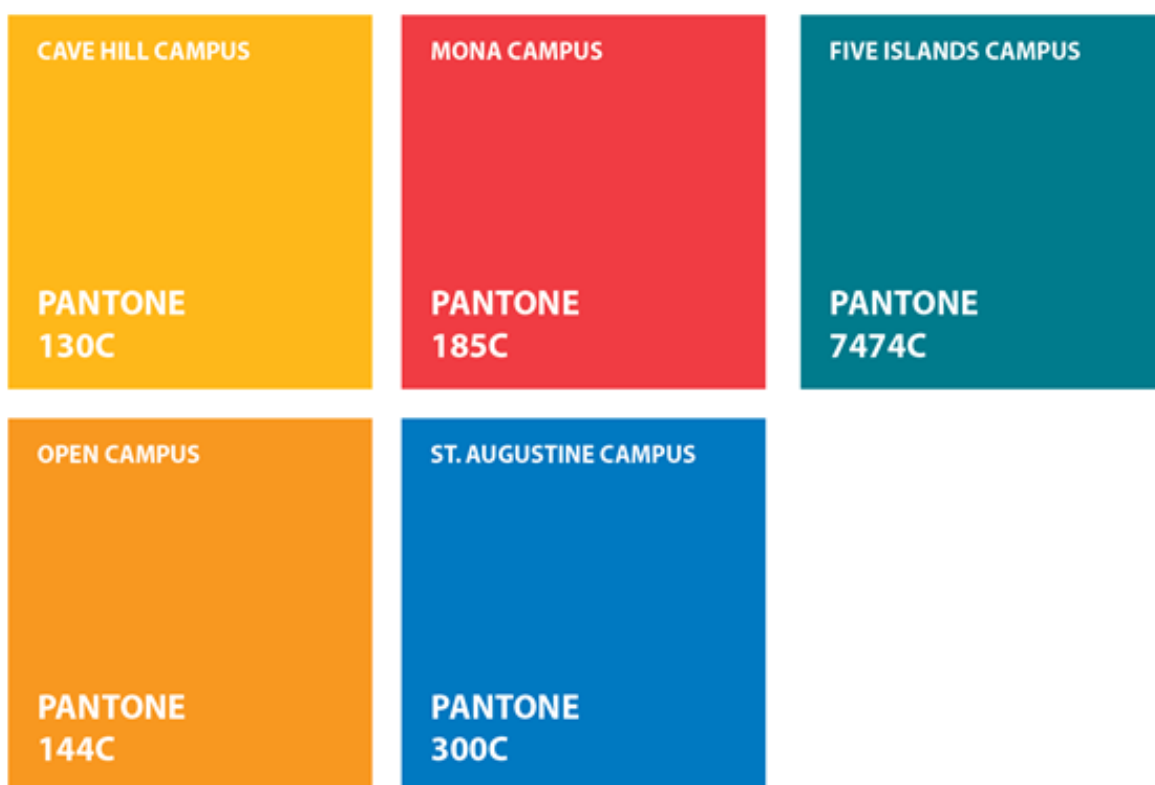 CAVE HILL CAMPUS
PANTONE
130C
MONA CAMPUS
PANTONE
185C
FIVE ISLANDS CAMPUS
PANTONE
7474C
OPEN CAMPUS
PANTONE
144C
ST. AUGUSTINE CAMPUS
PANTONE
300C